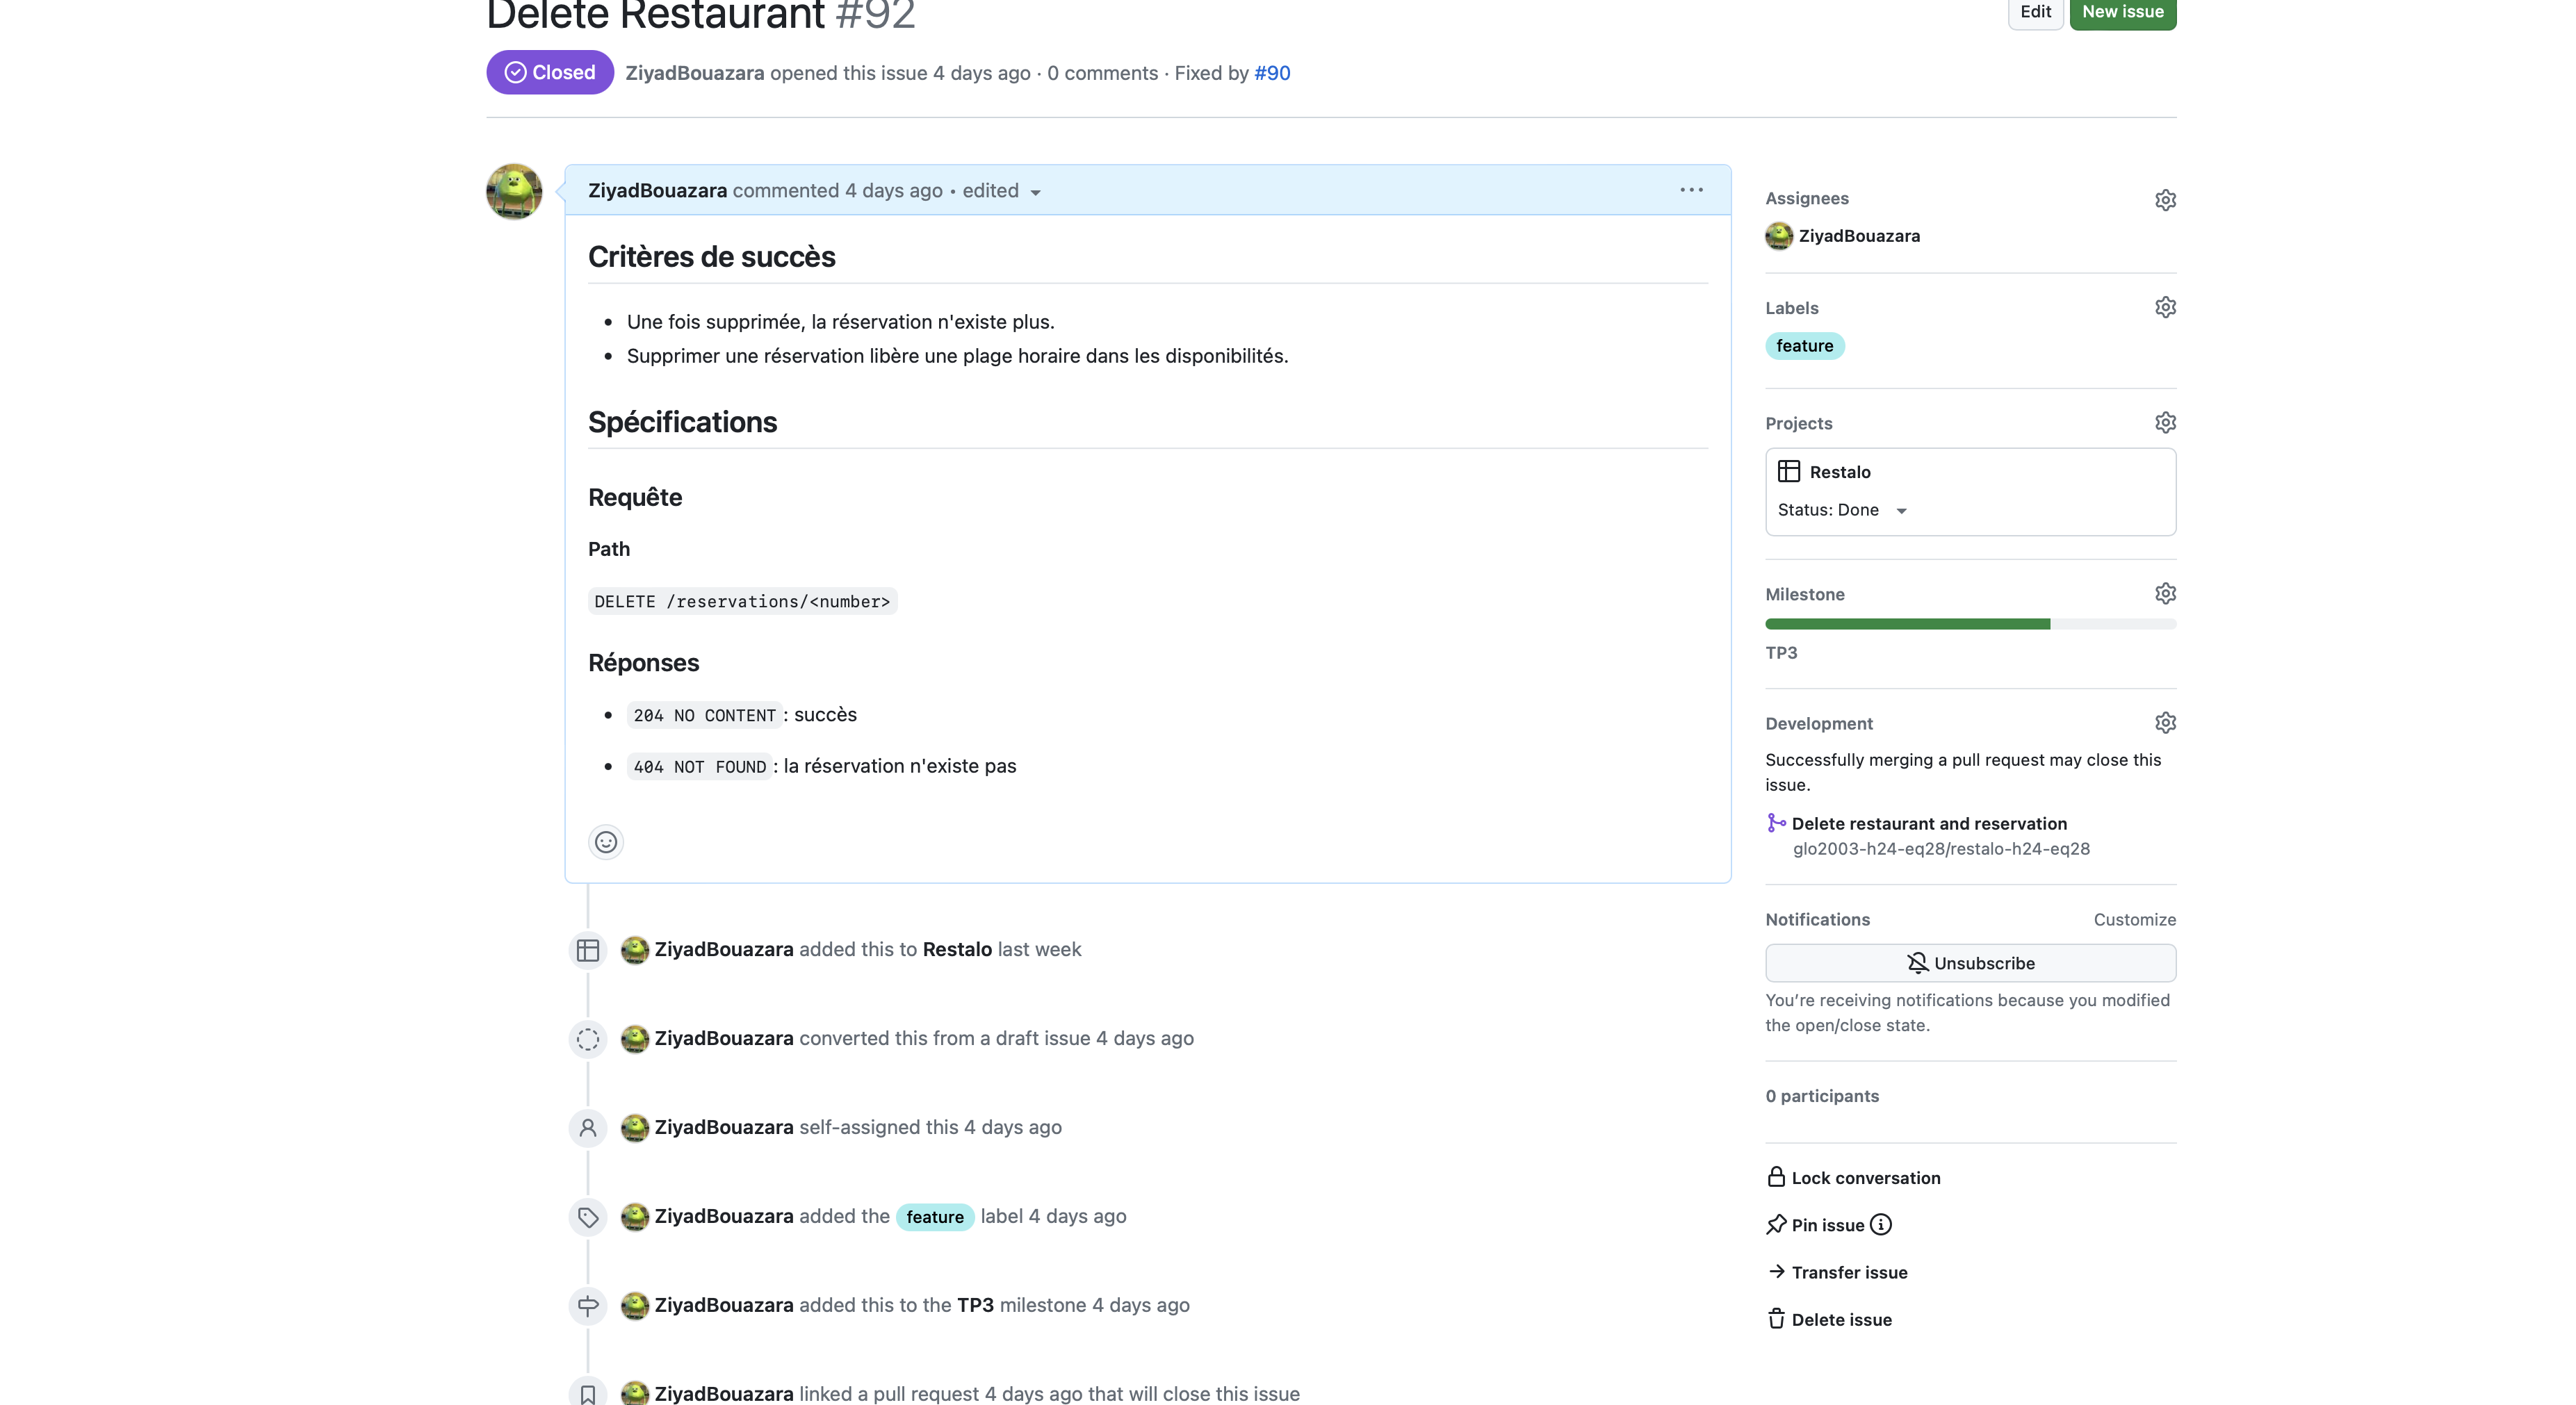 Delete Restaurant #92
Edit
New issue
Closed
ZiyadBouazara opened this issue 4 days ago · 0 comments · Fixed by #90
ZiyadBouazara commented 4 days ago • edited
Critères de succès
Une fois supprimée, la réservation n'existe plus.
Supprimer une réservation libère une plage horaire dans les disponibilités.
Spécifications
Requête
Path
DELETE /reservations/<number>
Réponses
204 NO CONTENT : succès
404 NOT FOUND : la réservation n'existe pas
ZiyadBouazara added this to Restalo last week
ZiyadBouazara converted this from a draft issue 4 days ago
ZiyadBouazara self-assigned this 4 days ago
ZiyadBouazara added the feature label 4 days ago
ZiyadBouazara added this to the TP3 milestone 4 days ago
ZiyadBouazara linked a pull request 4 days ago that will close this issue
Assignees
ZiyadBouazara
Labels
feature
Projects
Restalo
Status: Done
Milestone
TP3
Development
Successfully merging a pull request may close this
issue.
Delete restaurant and reservation
glo2003-h24-eq28/restalo-h24-eq28
Notifications
Customize
Unsubscribe
You’re receiving notifications because you modified
the open/close state.
0 participants
Lock conversation
Pin issue
Transfer issue
Delete issue